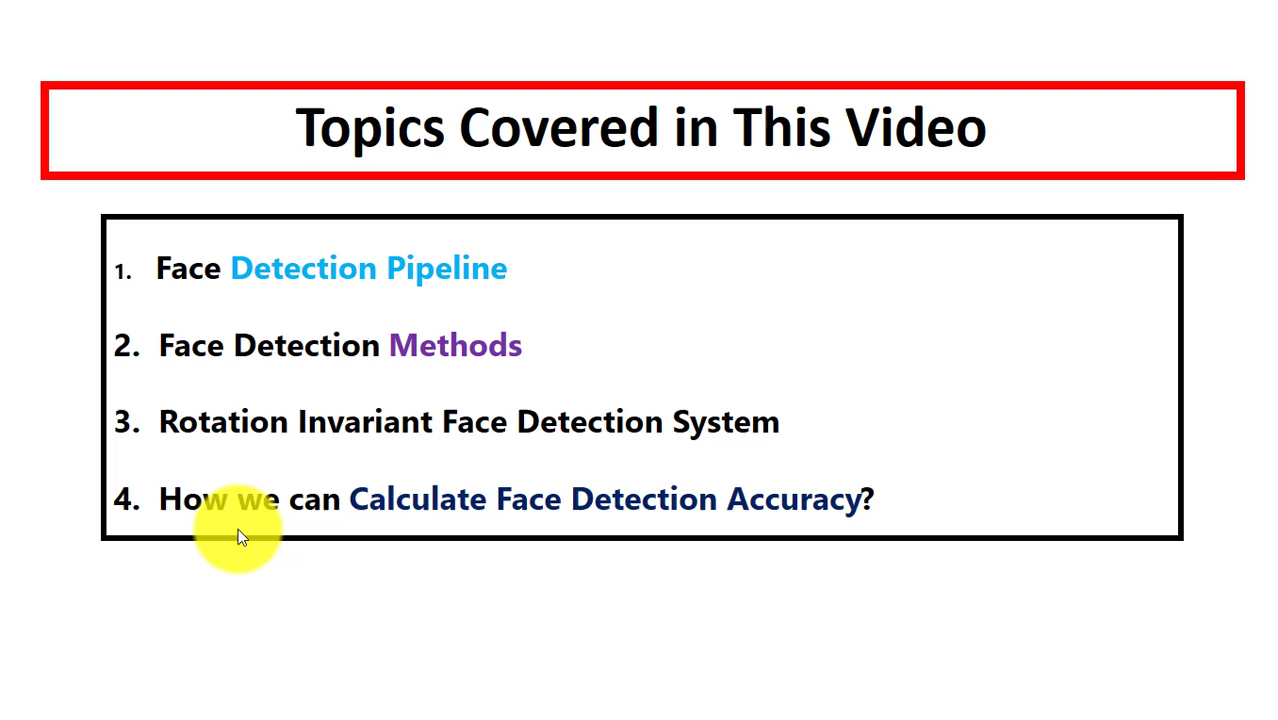 Topics Covered in This Video
1. Face Detection Pipeline
2. Face Detection Methods
3. Rotation Invariant Face Detection System
4. How we can Calculate Face Detection Accuracy?